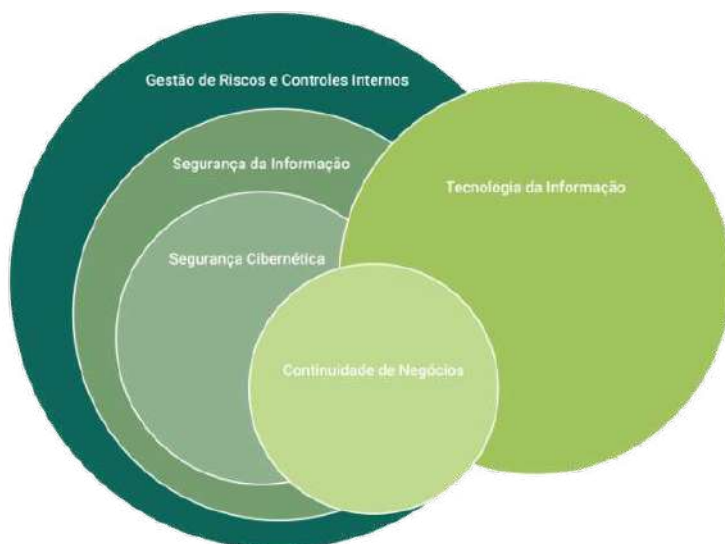 Gestão de Riscos e Controles Internos
Segurança da Informação
Tecnologia da Informação
Segurança Cibernética
Continuidade de Negócios